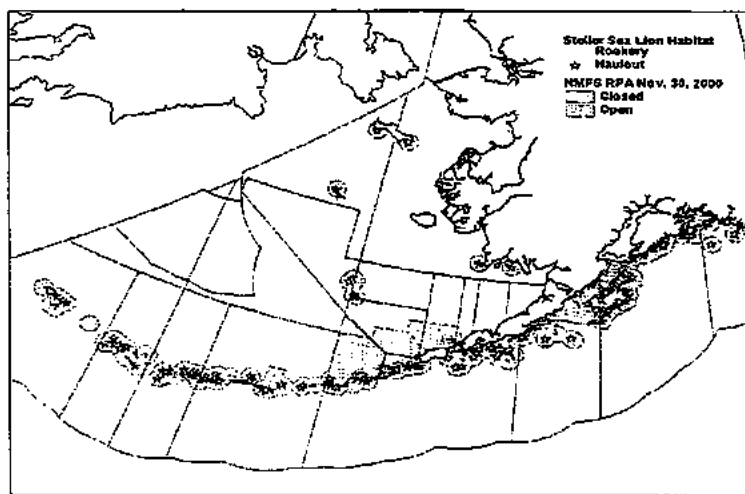 Steller Sea Lion Habitat
Rookery
Haulout
NMFS RPA Nov. 30, 2000
Closed
Open